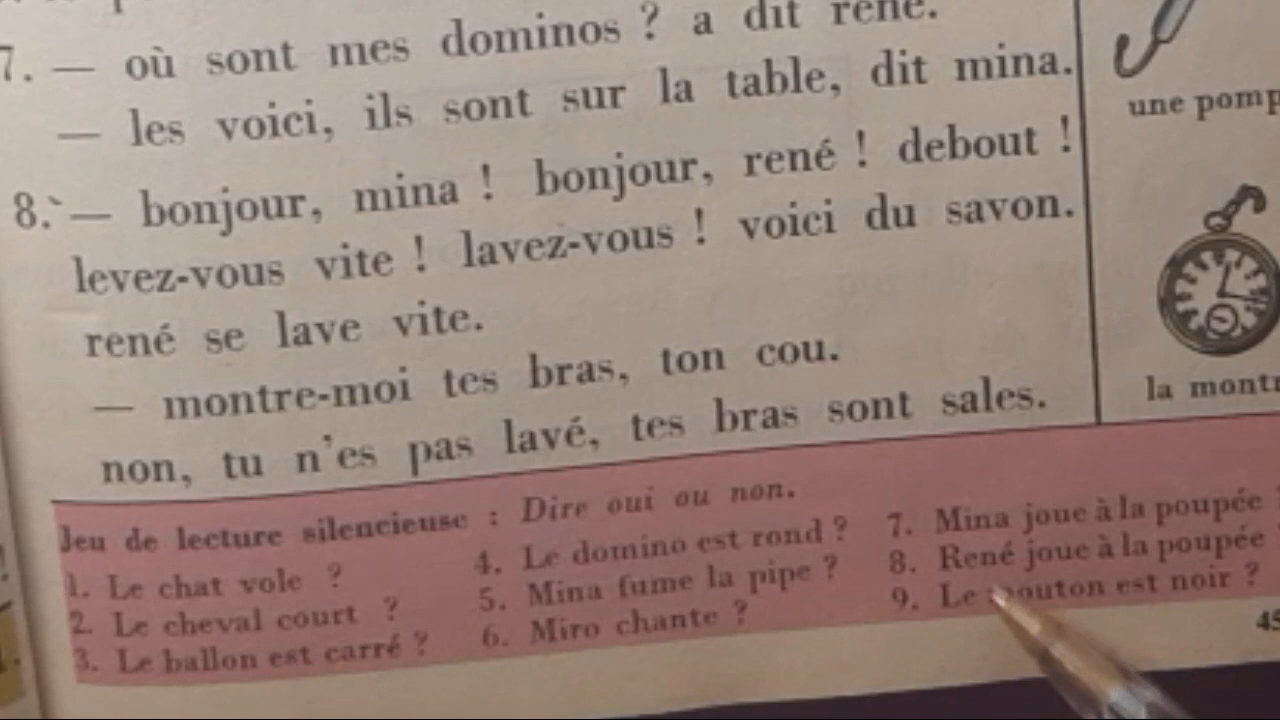 7. — où sont mes dominos ? a dit rené.
— les voici, ils sont sur la table, dit mina.
8. — bonjour, mina ! bonjour, rené ! debout !
levez-vous vite ! lavez-vous ! voici du savon.
rené se lave vite.
— montre-moi tes bras, ton cou.
non, tu n'es pas lavé, tes bras sont sales.
une pomp
la montr
Jeu de lecture silencieuse : Dire oui ou non.
1. Le chat vole ?
2. Le cheval court ?
3. Le ballon est carré ?
4. Le domino est rond ?
5. Mina fume la pipe ?
6. Miro chante ?
7. Mina joue à la poupée
8. René joue à la poupée
9. Le outon est noir ?
45